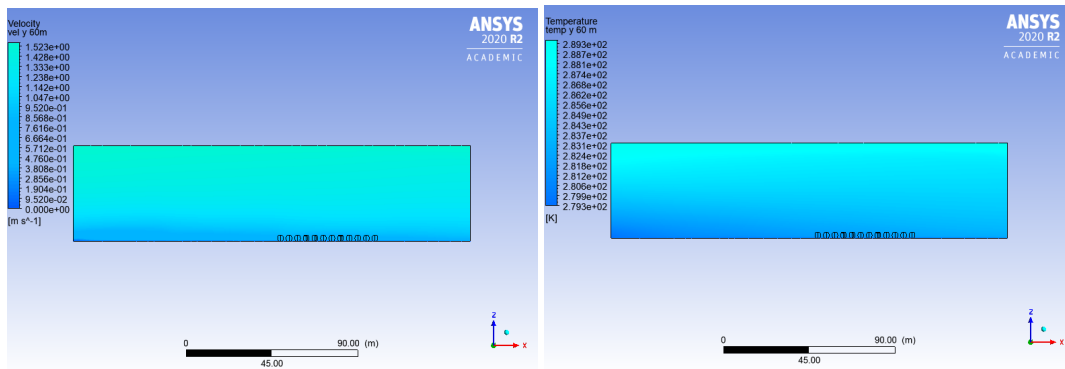 Velocity
vel y 60m
1.523e+00
1.428e+00
1.333e+00
1.238e+00
1.142e+00
1.047e+00
9.520e-01
8.568e-01
7.616e-01
6.664e-01
5.712e-01
4.760e-01
3.808e-01
2.856e-01
1.904e-01
9.520e-02
0.000e+00
[m s^-1]
ANSYS
2020 R2
ACADEMIC
0 90.00 (m)
45.00
z
x
Temperature
temp y 60 m
2.893e+02
2.887e+02
2.881e+02
2.874e+02
2.868e+02
2.862e+02
2.856e+02
2.849e+02
2.843e+02
2.837e+02
2.831e+02
2.824e+02
2.818e+02
2.812e+02
2.806e+02
2.799e+02
2.793e+02
[K]
ANSYS
2020 R2
ACADEMIC
0 90.00 (m)
45.00
z
x